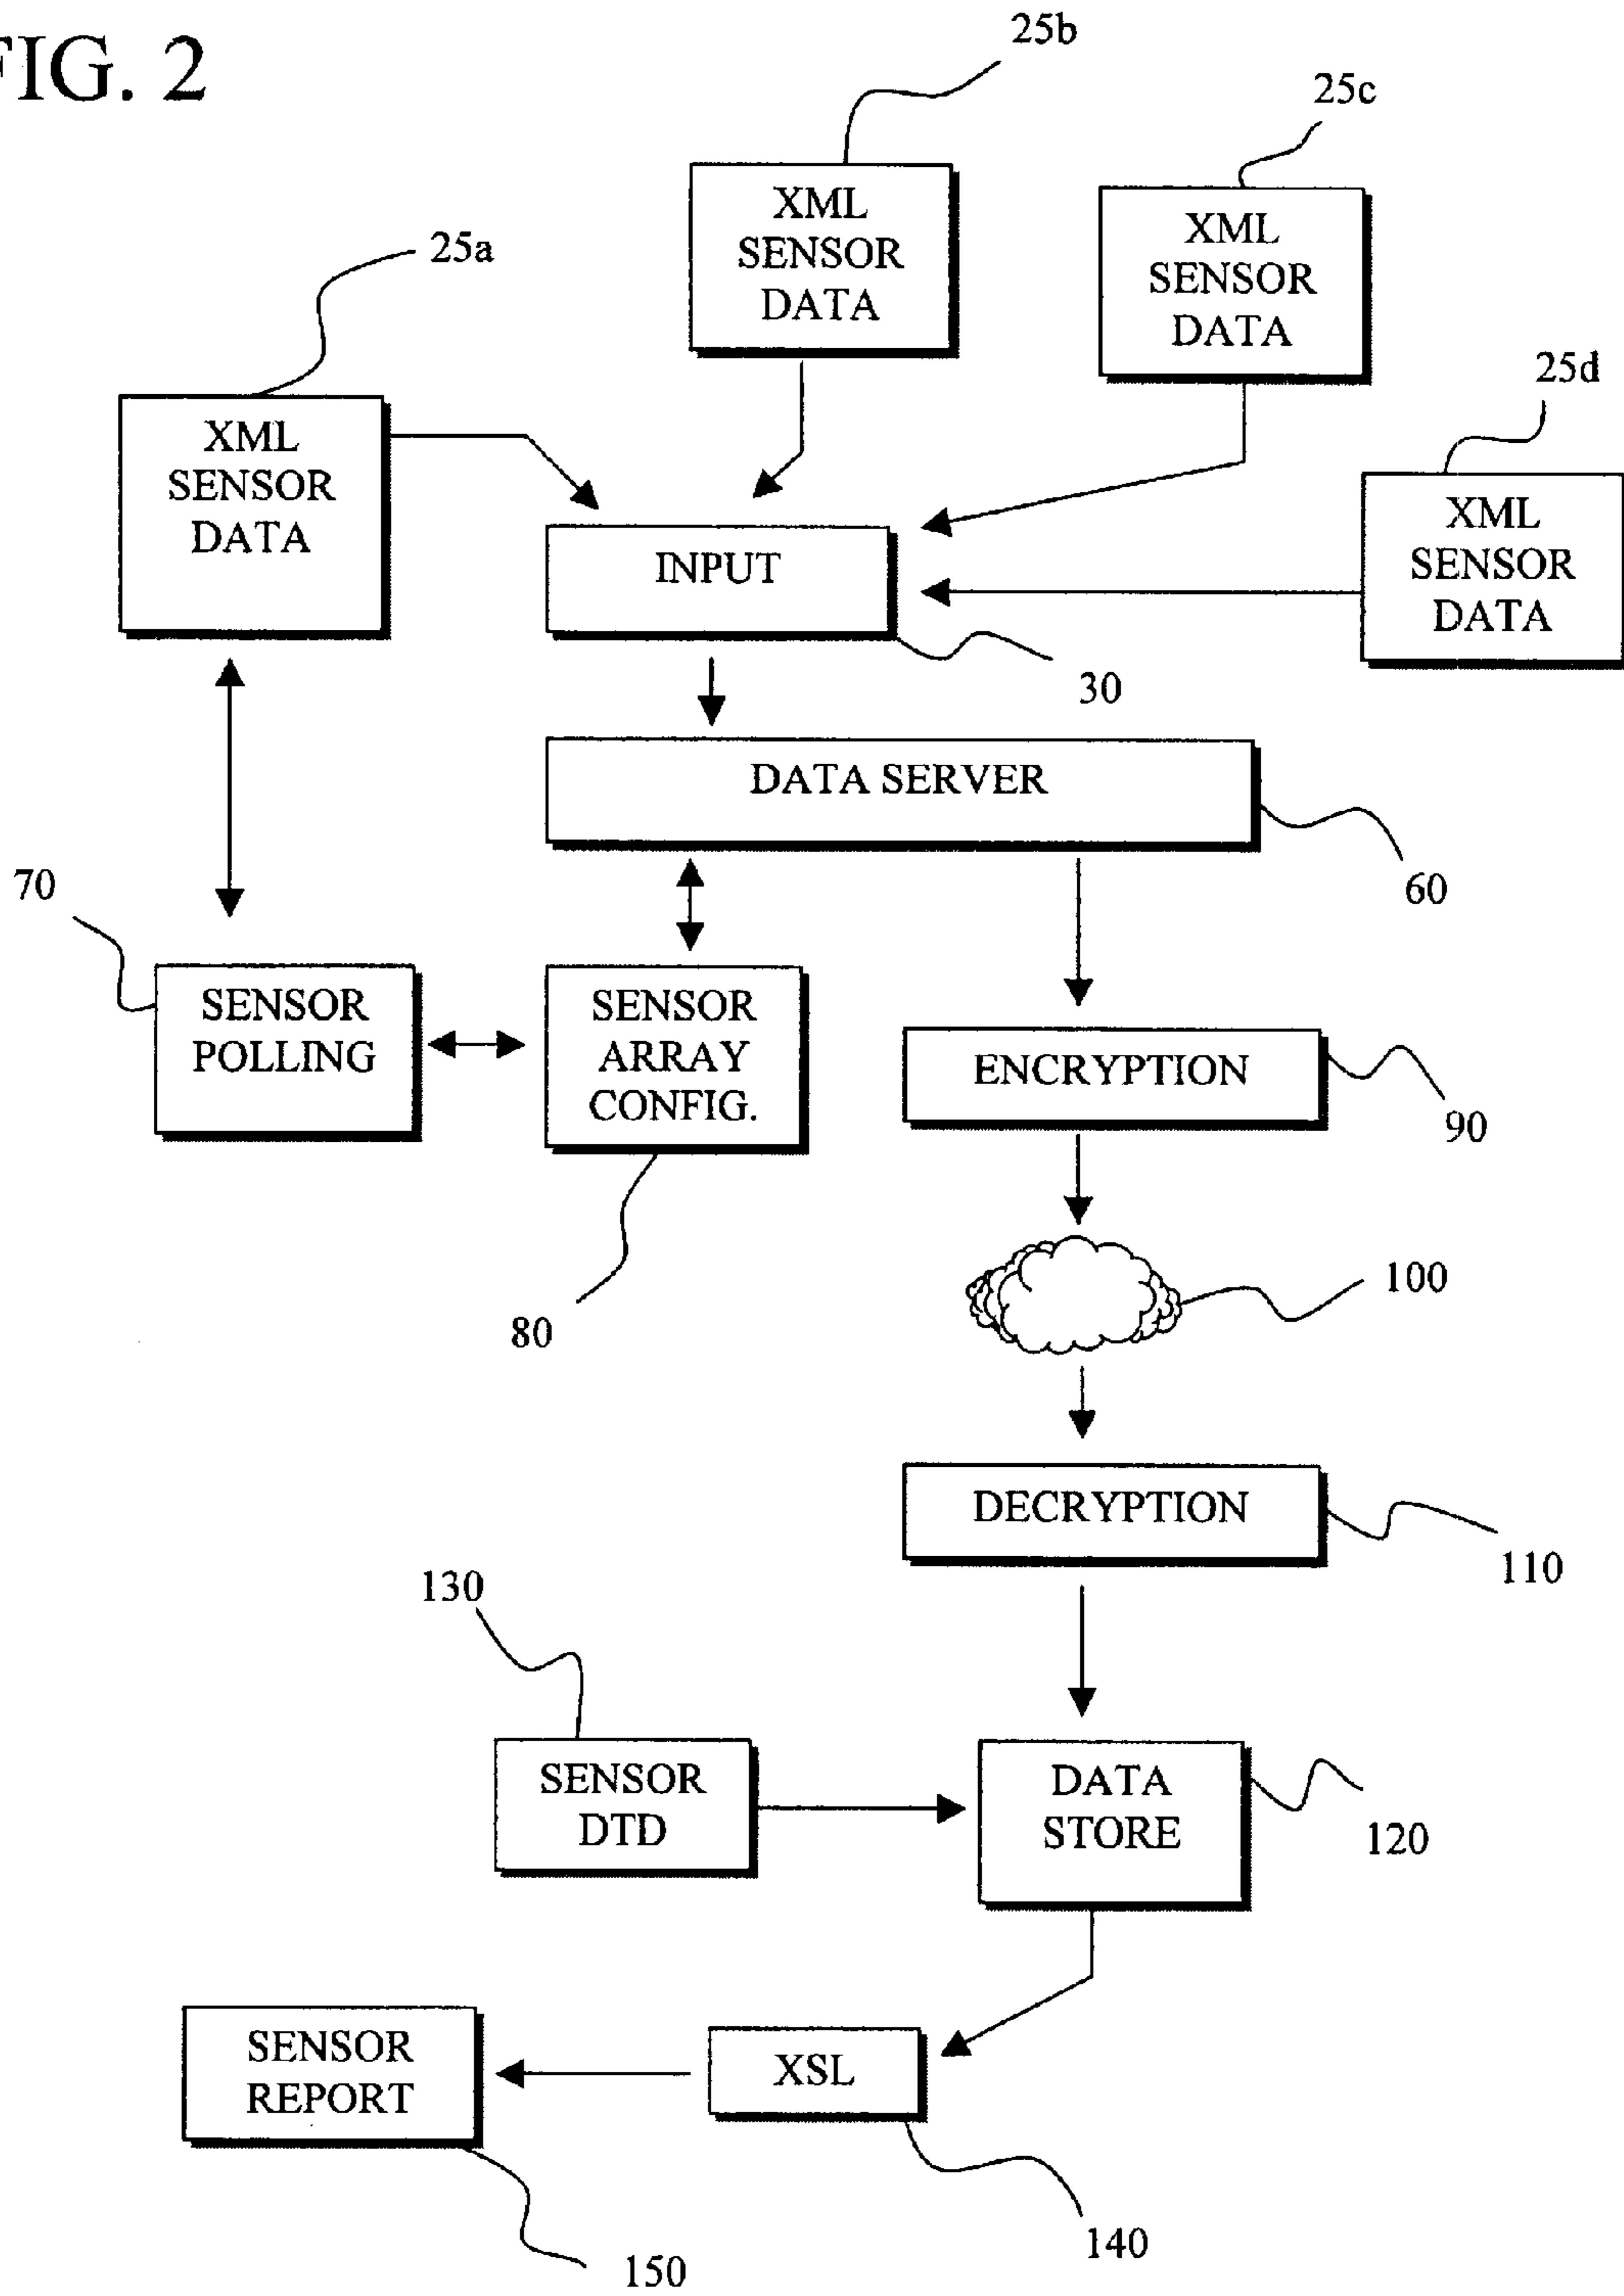 FIG. 2
25b
25c
XML
SENSOR
DATA
XML
SENSOR
DATA
25a
25d
XML
SENSOR
DATA
XML
SENSOR
DATA
INPUT
30
DATA SERVER
60
70
SENSOR
POLLING
SENSOR
ARRAY
CONFIG.
ENCRYPTION
90
80
100
DECRYPTION
110
130
SENSOR
DTD
DATA
STORE
120
SENSOR
REPORT
XSL
140
150